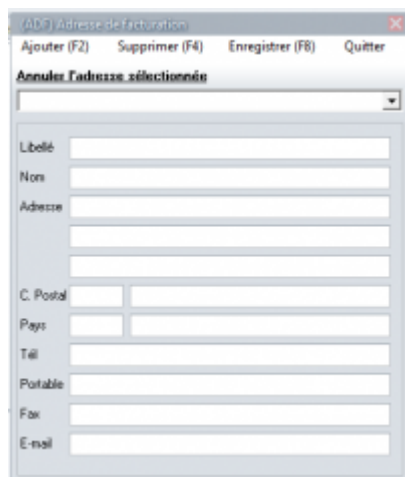 (ADF) Adresse de facturation
Ajouter (F2) Supprimer (F4) Enregistrer (F8) Quitter
Annuler l'adresse sélectionnée
Libellé
Nom
Adresse
C. Postal
Pays
Tél
Portable
Fax
E-mail